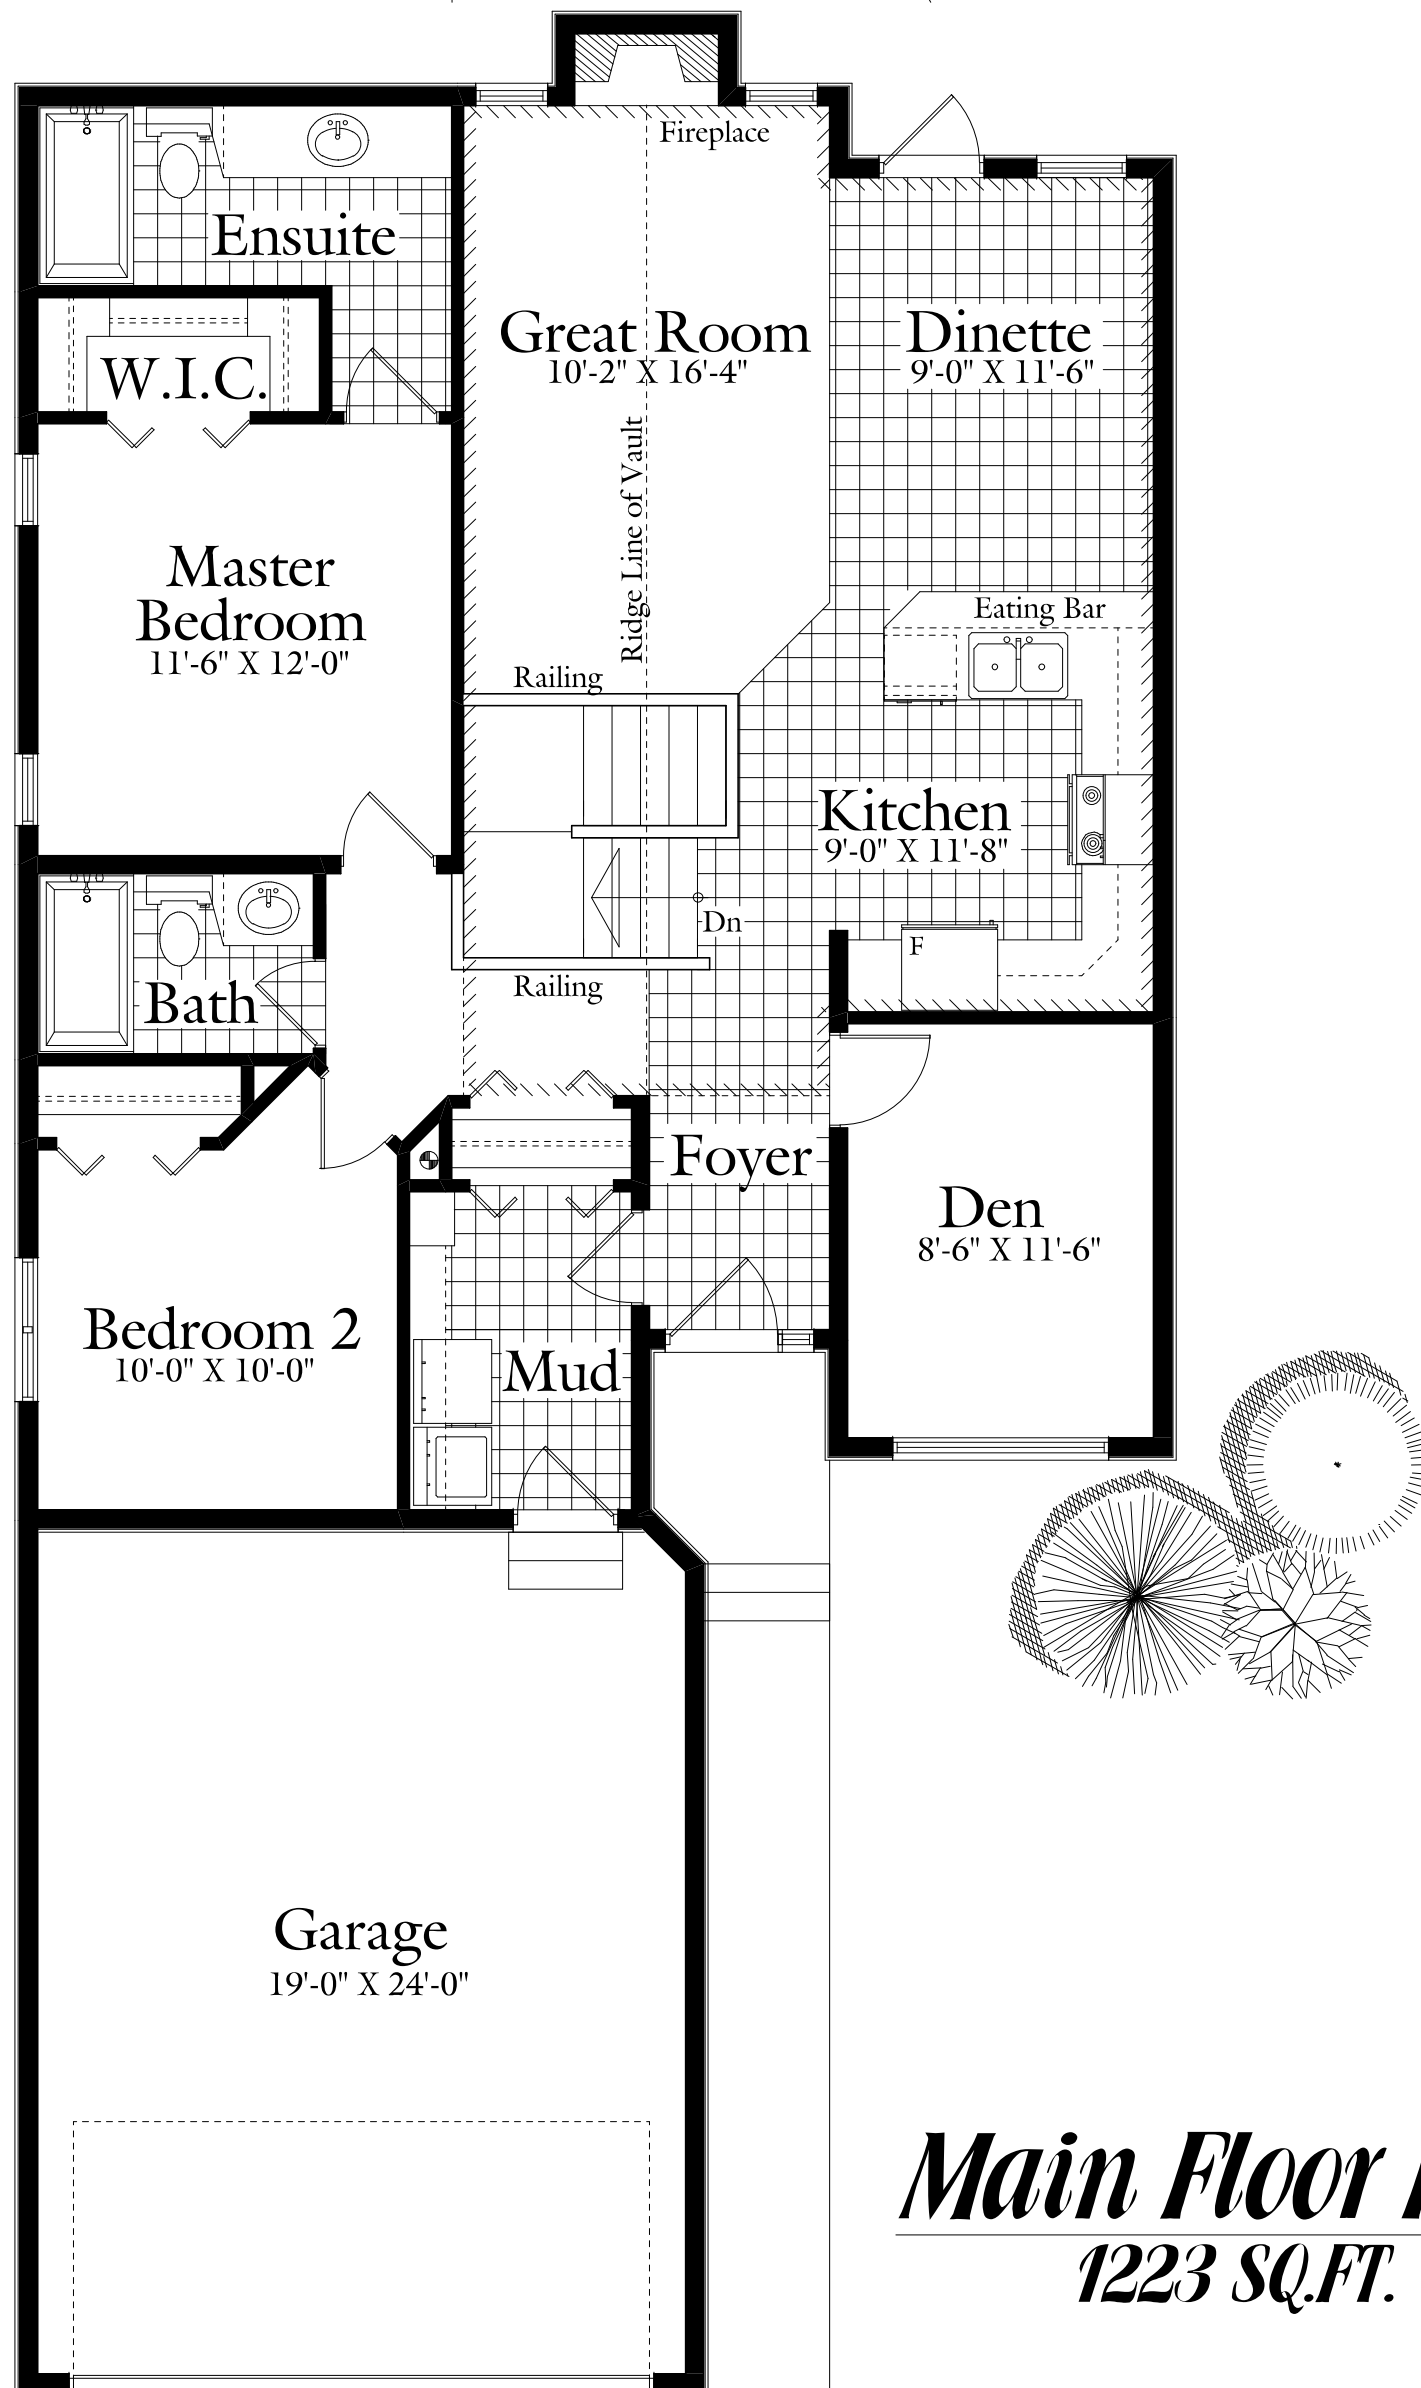 Fireplace
Ensuite
Great Room
10'-2" X 16'-4"
Dinette
9'-0" X 11'-6"
W.I.C.
Ridge Line of Vault
Master
Bedroom
11'-6" X 12'-0"
Eating Bar
Railing
Kitchen
9'-0" X 11'-8"
Dn
F
Railing
Bath
Foyer
Den
8'-6" X 11'-6"
Bedroom 2
10'-0" X 10'-0"
Mud
Garage
19'-0" X 24'-0"
Main Floor
1223 SQ.FT.